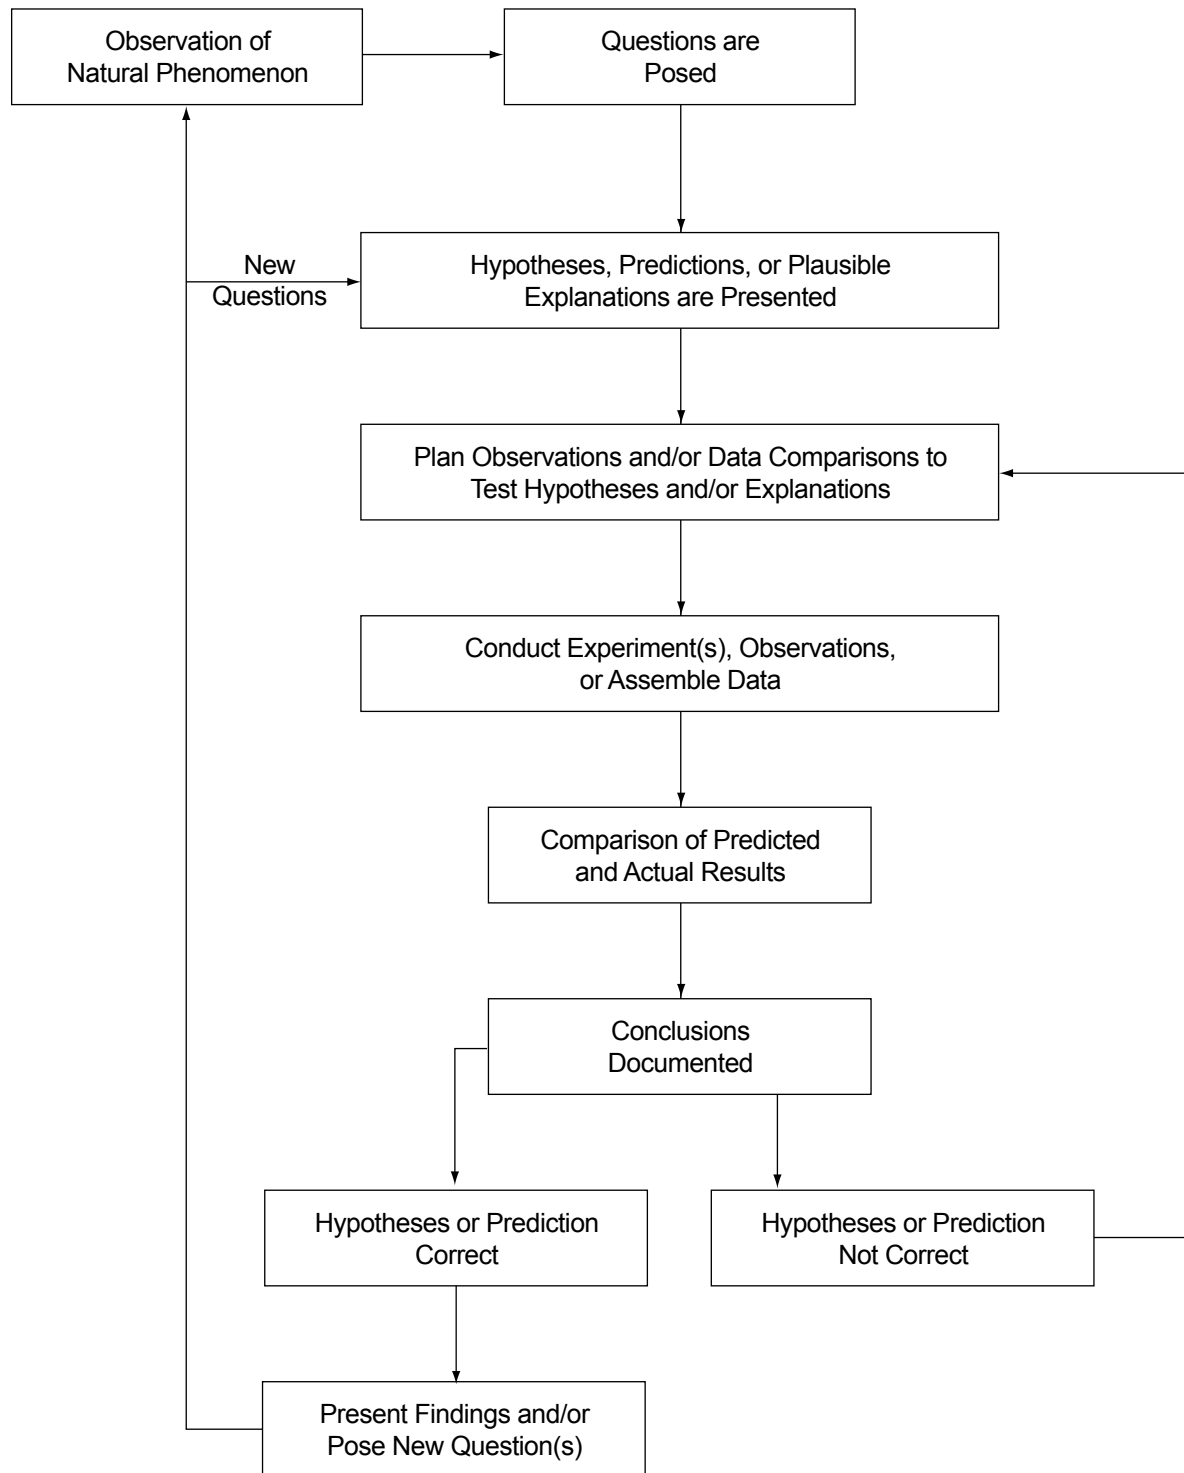 Observation of
Natural Phenomenon
Questions are
Posed
New
Questions
Hypotheses, Predictions, or Plausible
Explanations are Presented
Plan Observations and/or Data Comparisons to
Test Hypotheses and/or Explanations
Conduct Experiment(s), Observations,
or Assemble Data
Comparison of Predicted
and Actual Results
Conclusions
Documented
Hypotheses or Prediction
Correct
Hypotheses or Prediction
Not Correct
Present Findings and/or
Pose New Question(s)